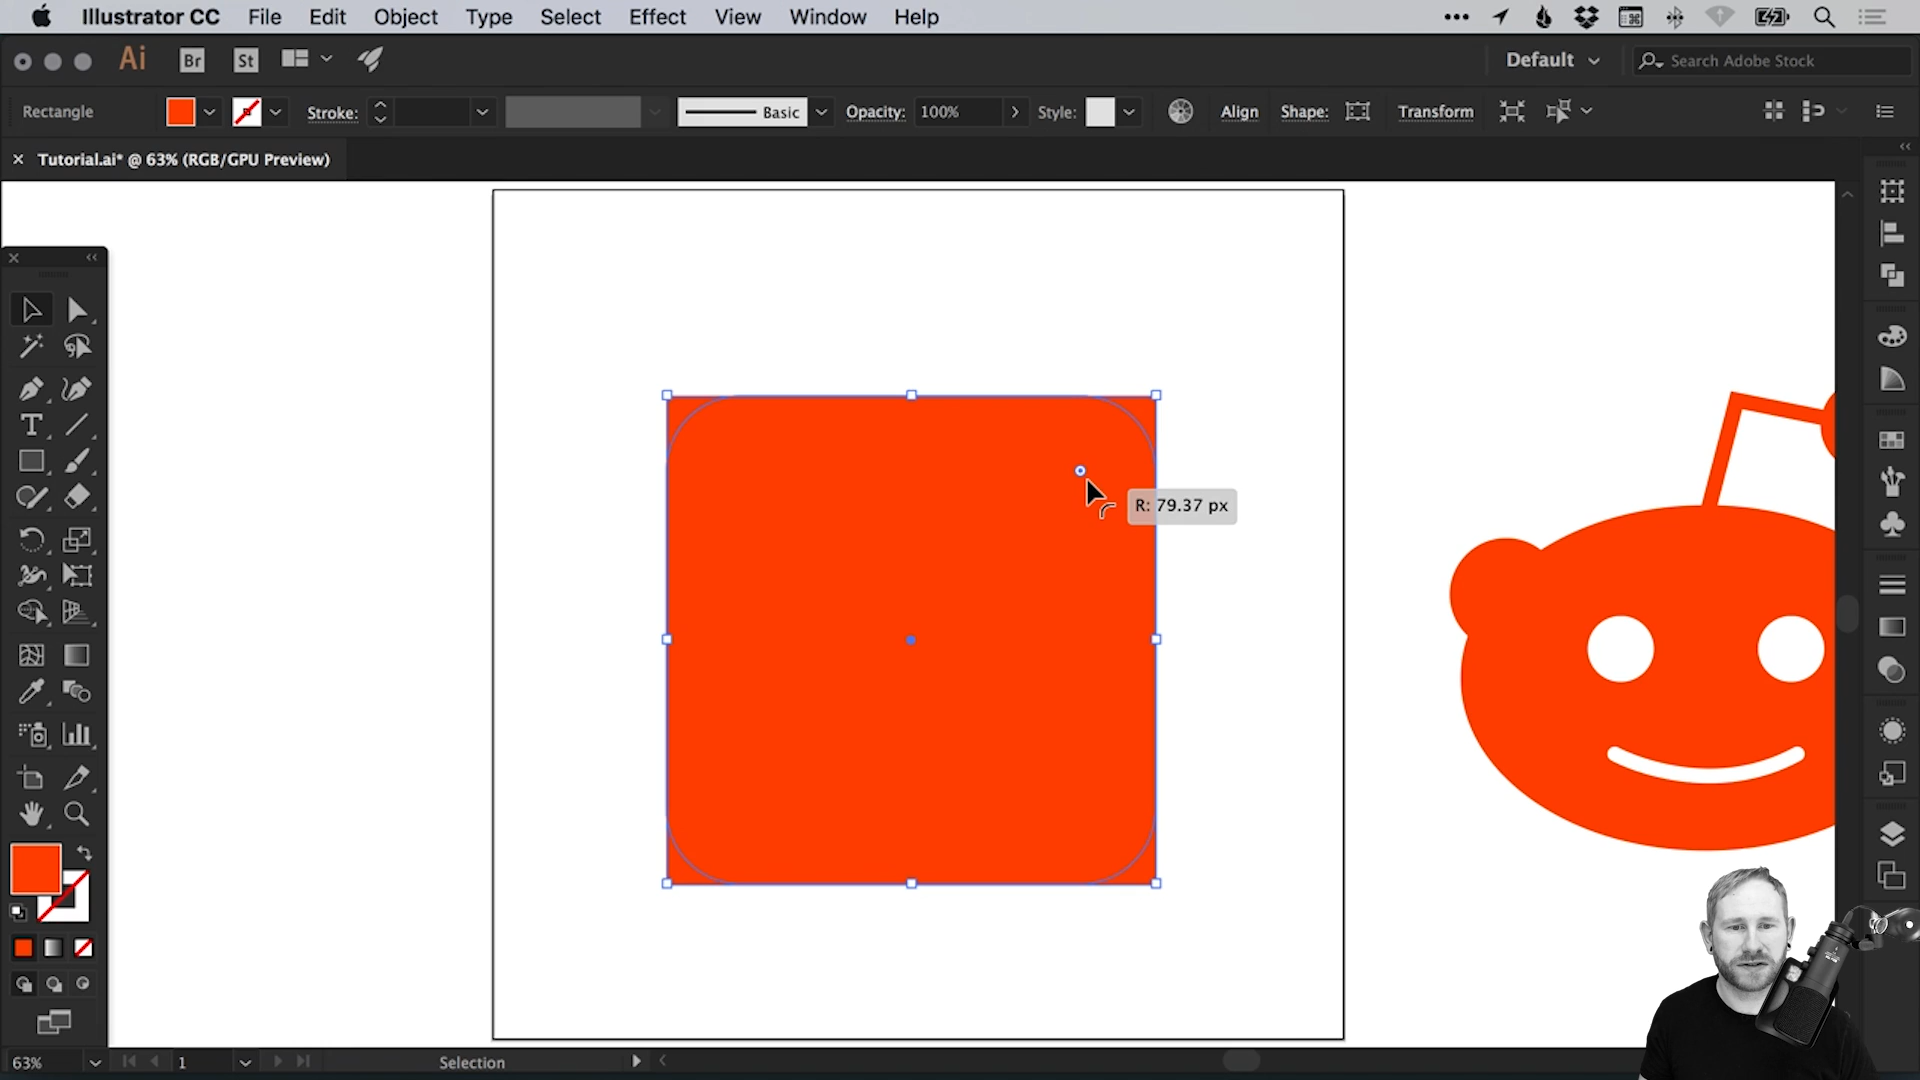 Illustrator CC File Edit Object Type Select Effect View Window Help
Ai Br St Default Search Adobe Stock
Rectangle Stroke: Basic Opacity: 100% Style: Align Shape: Transform
Tutorial.ai* @ 63% (RGB/GPU Preview)
R: 79.37 px
63% 1 Selection